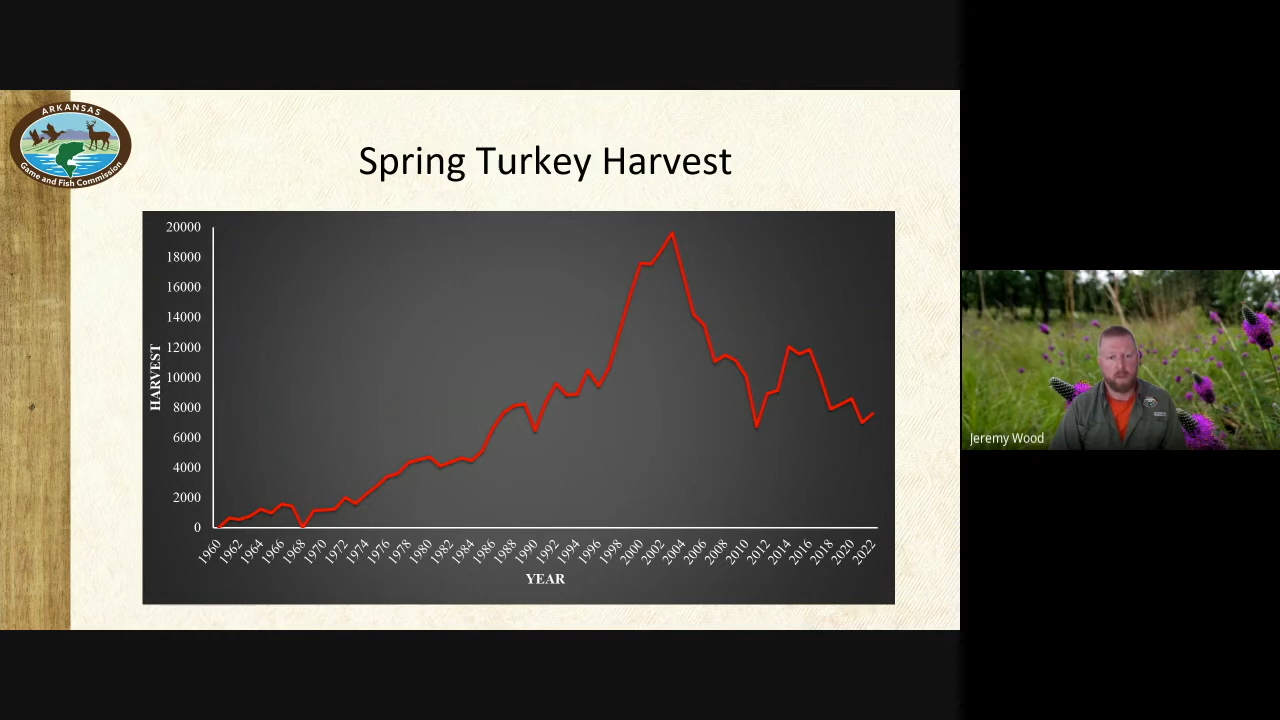 ARKANSAS
Game and Fish Commission
Spring Turkey Harvest
20000
18000
16000
14000
12000
10000
8000
6000
4000
2000
0
HARVEST
1960 1962 1964 1966 1968 1970 1972 1974 1976 1978 1980 1982 1984 1986 1988 1990 1992 1994 1996 1998 2000 2002 2004 2006 2008 2010 2012 2014 2016 2018 2020 2022
YEAR
Jeremy Wood